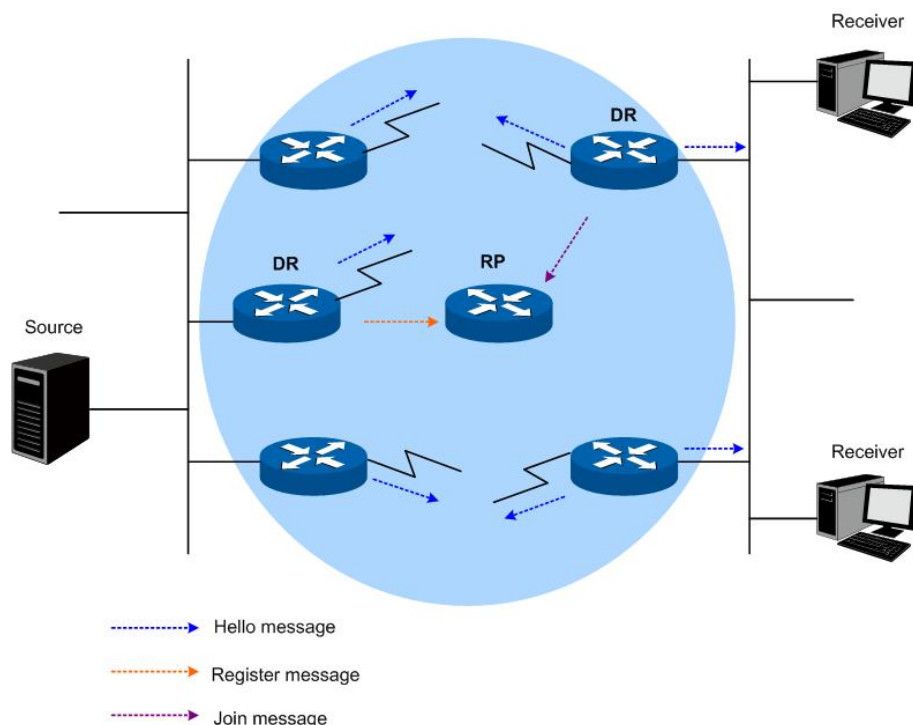 Receiver
DR
DR
RP
Source
Receiver
Hello message
Register message
Join message